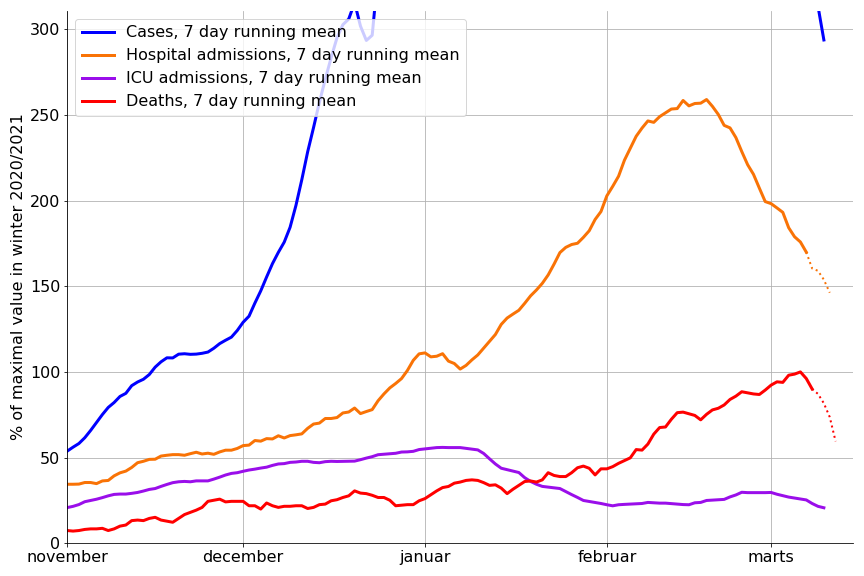 Cases, 7 day running mean
Hospital admissions, 7 day running mean
ICU admissions, 7 day running mean
Deaths, 7 day running mean
% of maximal value in winter 2020/2021
300
250
200
150
100
50
0
november december januar februar marts